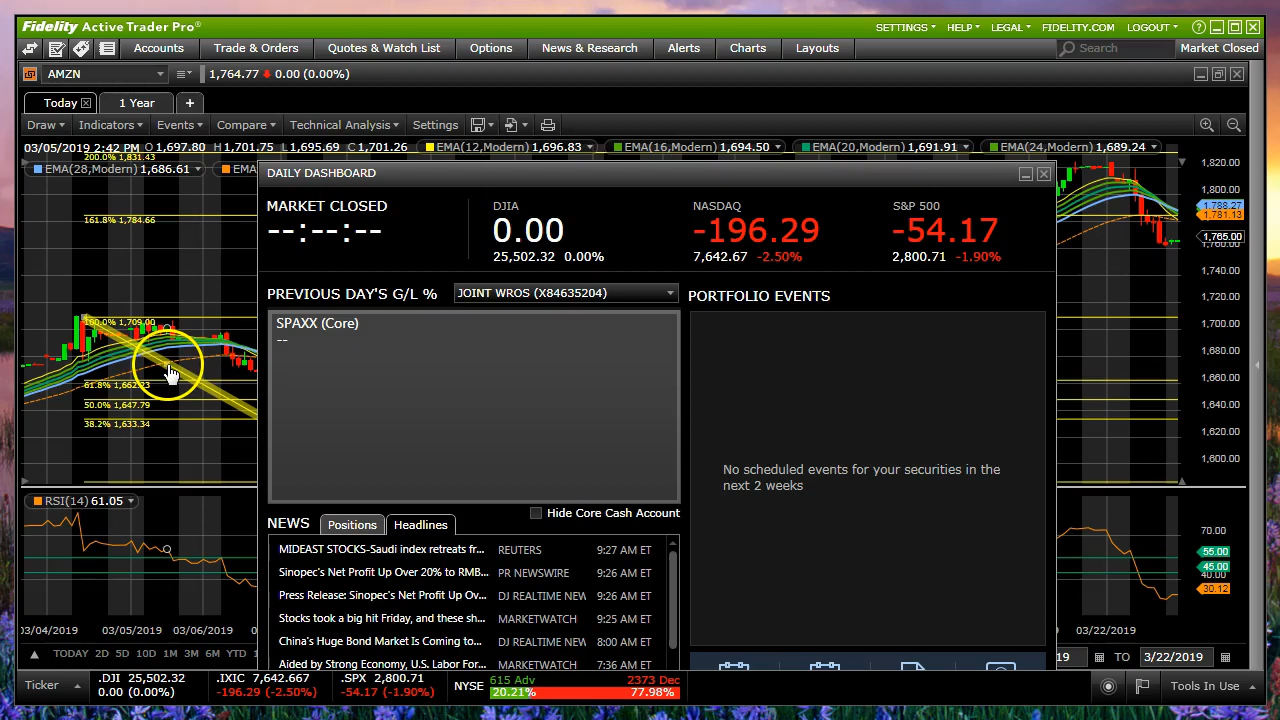 Fidelity Active Trader Pro®
SETTINGS HELP LEGAL FIDELITY.COM LOGOUT ?
Accounts Trade & Orders Quotes & Watch List Options News & Research Alerts Charts Layouts Search Market Closed
AMZN 1,764.77 0.00 (0.00%)
Today 1 Year +
Draw Indicators Events Compare Technical Analysis Settings
03/05/2019 2:42 PM O 1,697.80 H 1,701.75 L 1,695.69 C 1,701.26 EMA(12,Modern) 1,696.83 EMA(16,Modern) 1,694.50 EMA(20,Modern) 1,691.91 EMA(24,Modern) 1,689.24
200.0% 1,831.43
EMA(28,Modern) 1,686.61 EMA
161.8% 1,784.66
100.0% 1,709.00
61.8% 1,662.23
50.0% 1,647.79
38.2% 1,633.34
DAILY DASHBOARD
MARKET CLOSED
--:--:--
DJIA
0.00
25,502.32 0.00%
NASDAQ
-196.29
7,642.67 -2.50%
S&P 500
-54.17
2,800.71 -1.90%
PREVIOUS DAY'S G/L % JOINT WROS (X84635204)
SPAXX (Core)
--
Hide Core Cash Account
PORTFOLIO EVENTS
No scheduled events for your securities in the
next 2 weeks
NEWS Positions Headlines
MIDEAST STOCKS-Saudi index retreats fr... REUTERS 9:27 AM ET
Sinopec's Net Profit Up Over 20% to RMB... PR NEWSWIRE 9:26 AM ET
Press Release: Sinopec's Net Profit Up Ov... DJ REALTIME NEW 9:26 AM ET
Stocks took a big hit Friday, and these sh... MARKETWATCH 9:25 AM ET
China's Huge Bond Market Is Coming to... DJ REALTIME NEW 8:00 AM ET
Aided by Strong Economy, U.S. Labor For... MARKETWATCH 7:36 AM ET
1,820.00
1,800.00
1,788.27
1,781.13
1,765.00
1,760.00
1,740.00
1,720.00
1,700.00
1,680.00
1,660.00
1,640.00
1,620.00
1,600.00
RSI(14) 61.05
70.00
55.00
45.00
40.00
30.12
03/04/2019 03/05/2019 03/06/2019 03/22/2019
TODAY 2D 5D 10D 1M 3M 6M YTD 19 TO 3/22/2019
Ticker
.DJI 25,502.32
0.00 (0.00%)
.IXIC 7,642.667
-196.29 (-2.50%)
.SPX 2,800.71
-54.17 (-1.90%)
NYSE 615 Adv 2373 Dec
20.21% 77.98%
Tools In Use